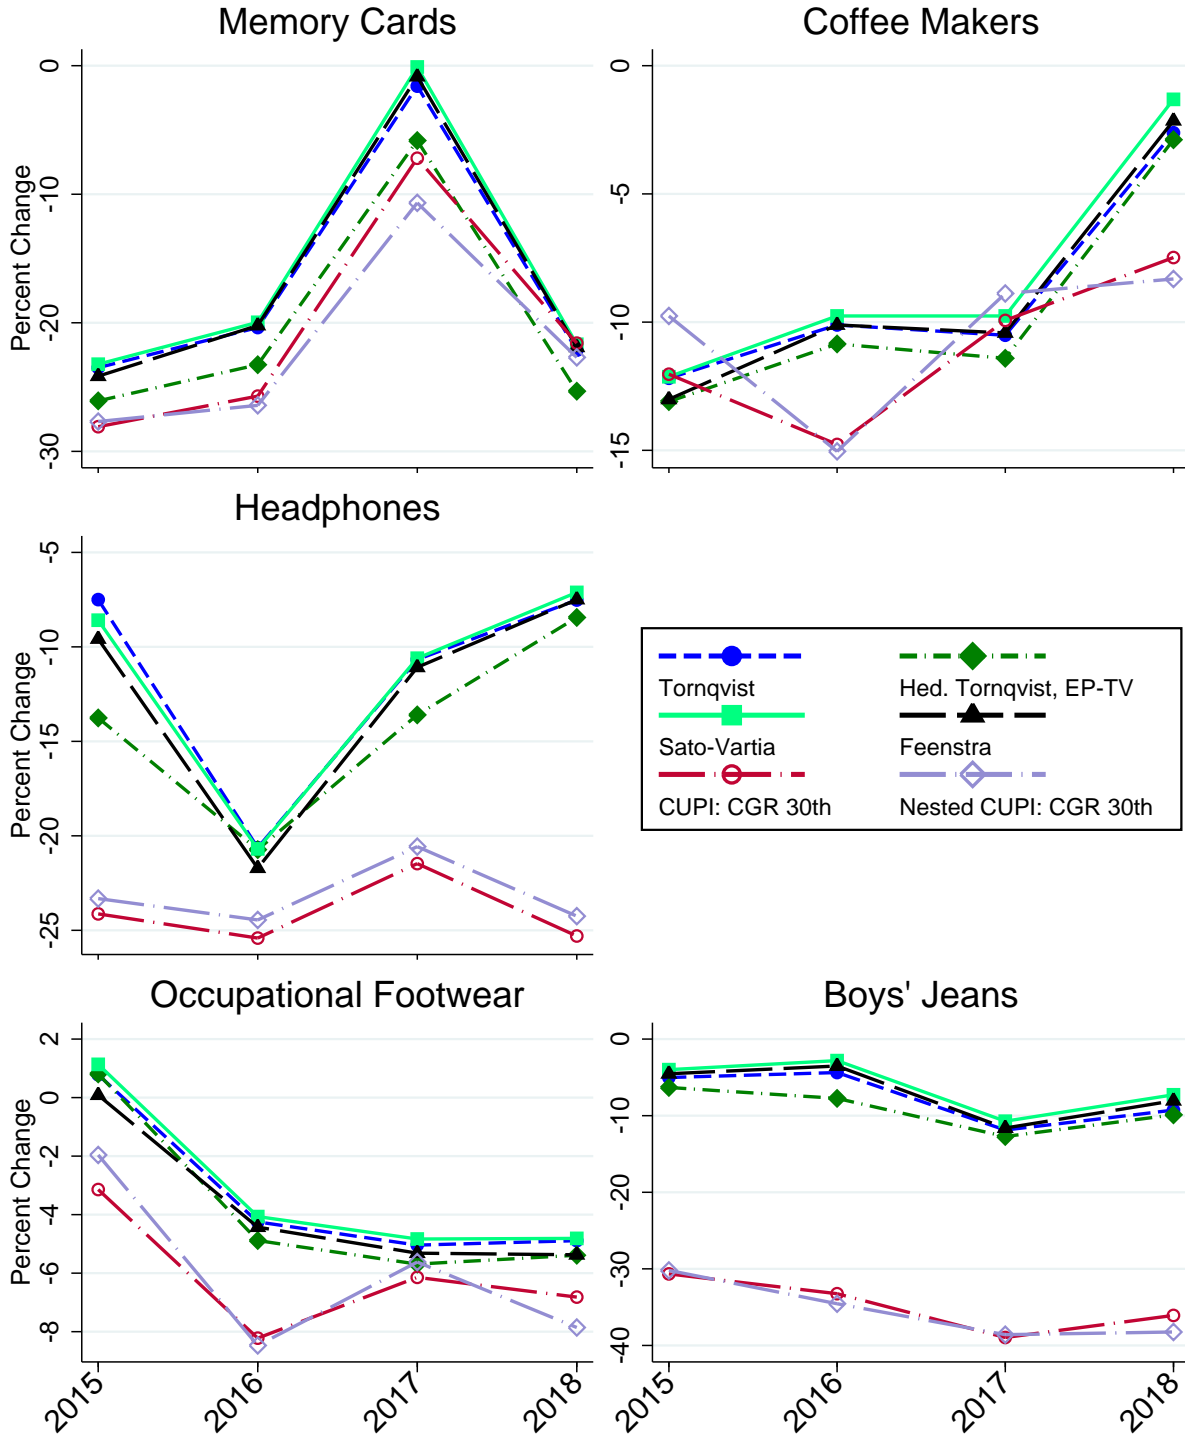 Memory Cards
Coffee Makers
Percent Change
0
-10
-20
-30
0
-5
-10
-15
Headphones
Percent Change
-5
-10
-15
-20
-25
Tornqvist
Hed. Tornqvist, EP-TV
Sato-Vartia
Feenstra
CUPI: CGR 30th
Nested CUPI: CGR 30th
Occupational Footwear
Boys' Jeans
Percent Change
2
0
-2
-4
-6
-8
0
-10
-20
-30
-40
2015
2016
2017
2018
2015
2016
2017
2018